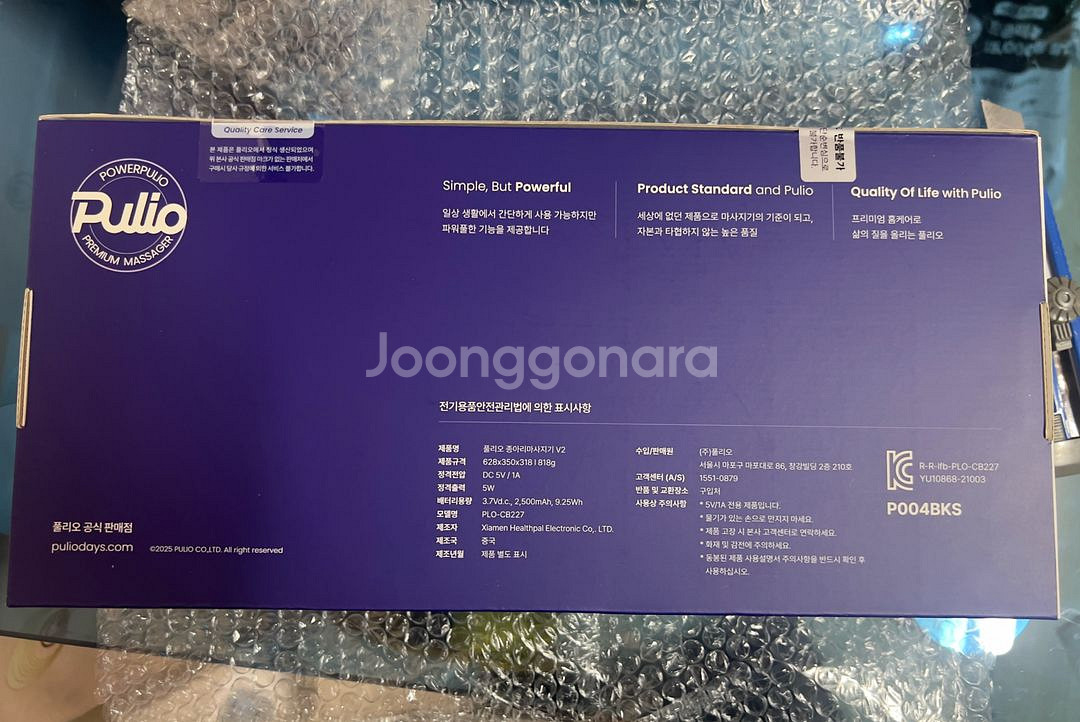 Quality Care Service
본 제품은 풀리오에서 정식 생산되었으며
위 본사 공식 판매점 마크가 없는 판매처에서
구매시 당사 규정에 의한 서비스 불가합니다.
반품불가
단순변심으로
불가합니다.
POWERPULIO
Pulio
PREMIUM MASSAGER
Simple, But Powerful
일상 생활에서 간단하게 사용 가능하지만
파워풀한 기능을 제공합니다
Product Standard and Pulio
세상에 없던 제품으로 마사지기의 기준이 되고,
자본과 타협하지 않는 높은 품질
Quality Of Life with Pulio
프리미엄 홈케어로
삶의 질을 올리는 풀리오
Joonggonara
전기용품안전관리법에 의한 표시사항
제품명 풀리오 종아리마사지기 V2
제품규격 628x350x318 l 818g
정격전압 DC 5V / 1A
정격출력 5W
배터리용량 3.7Vd.c., 2,500mAh, 9.25Wh
모델명 PLO-CB227
제조자 Xiamen Healthpal Electronic Co,. LTD.
제조국 중국
제조년월 제품 별도 표시
수입/판매원 (주)풀리오
서울시 마포구 마포대로 86, 창강빌딩 2층 210호
고객센터 (A/S) 1551-0879
반품 및 교환장소 구입처
사용상 주의사항 * 5V/1A 전용 제품입니다.
* 물기가 있는 손으로 만지지 마세요.
* 제품 고장 시 본사 고객센터로 연락하세요.
* 화재 및 감전에 주의하세요.
* 동봉된 제품 사용설명서 주의사항을 반드시 확인 후
사용하십시오.
R-R-Ifb-PLO-CB227
YU10868-21003
P004BKS
풀리오 공식 판매점
puliodays.com
©2025 PULIO CO,.LTD. All right reserved